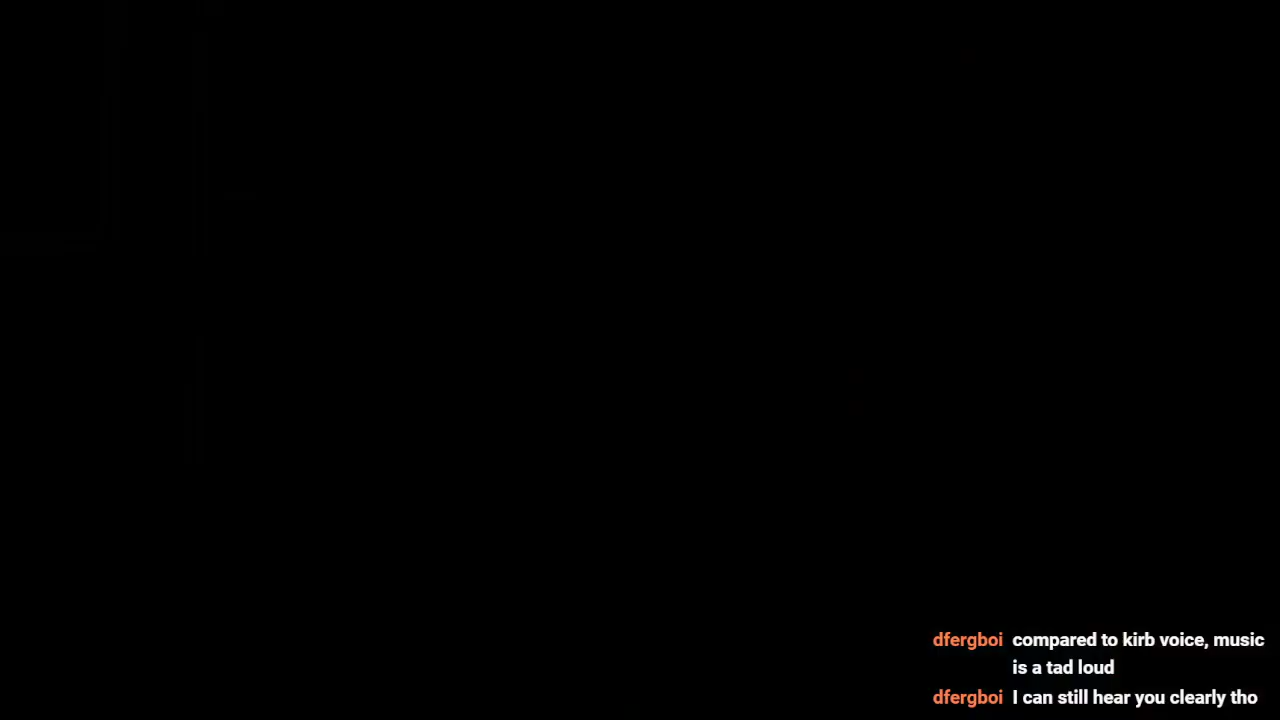 dfergboi compared to kirb voice, music
is a tad loud
dfergboi I can still hear you clearly tho